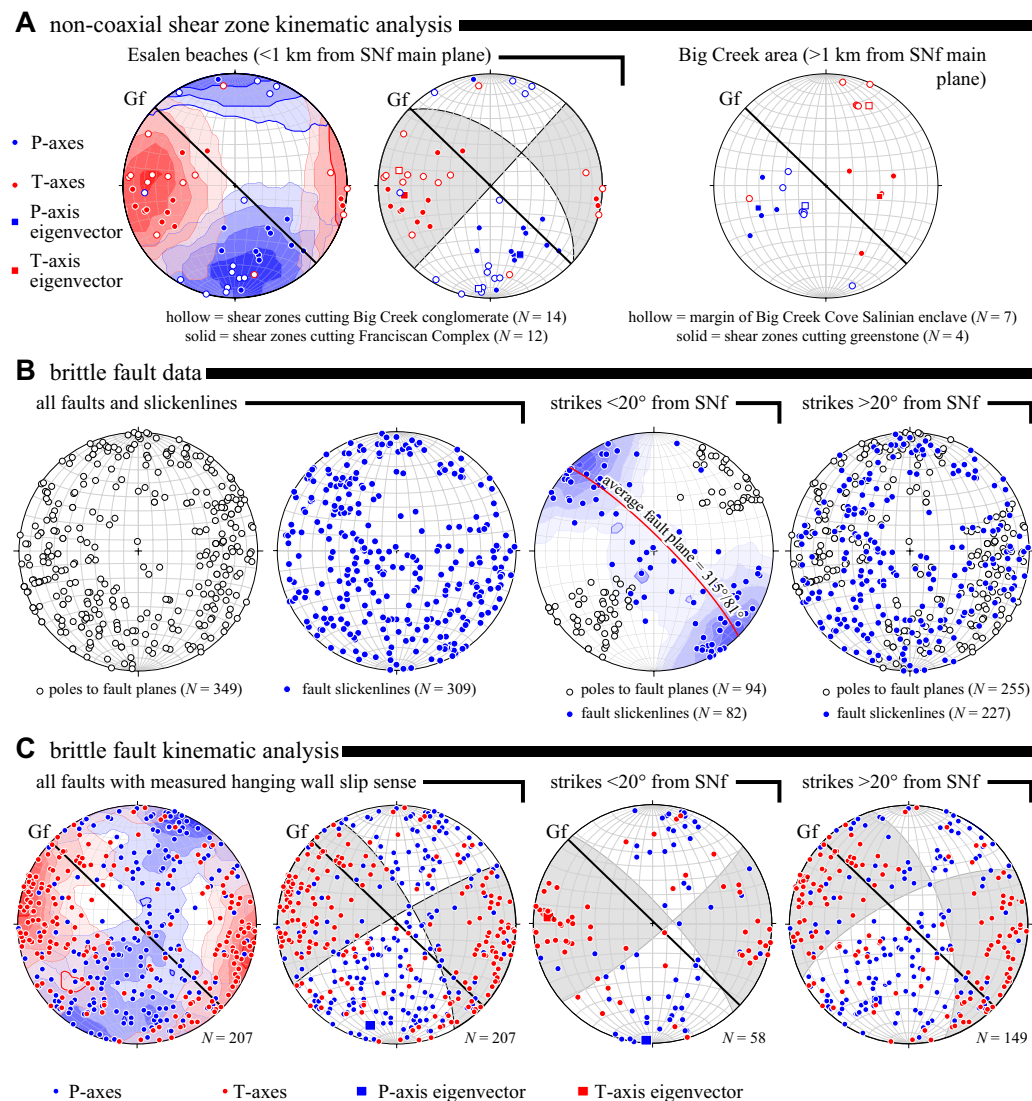 A non-coaxial shear zone kinematic analysis
Esalen beaches (<1 km from SNf main plane)
Big Creek area (>1 km from SNf main
plane)
Gf
Gf
Gf
P-axes
T-axes
P-axis
eigenvector
T-axis
eigenvector
hollow = shear zones cutting Big Creek conglomerate (N = 14)
solid = shear zones cutting Franciscan Complex (N = 12)
hollow = margin of Big Creek Cove Salinian enclave (N = 7)
solid = shear zones cutting greenstone (N = 4)
B brittle fault data
all faults and slickenlines
strikes <20° from SNf
strikes >20° from SNf
average fault plane = 315°/81°
poles to fault planes (N = 349)
fault slickenlines (N = 309)
poles to fault planes (N = 94)
fault slickenlines (N = 82)
poles to fault planes (N = 255)
fault slickenlines (N = 227)
C brittle fault kinematic analysis
all faults with measured hanging wall slip sense
strikes <20° from SNf
strikes >20° from SNf
Gf
Gf
Gf
Gf
N = 207
N = 207
N = 58
N = 149
P-axes
T-axes
P-axis eigenvector
T-axis eigenvector